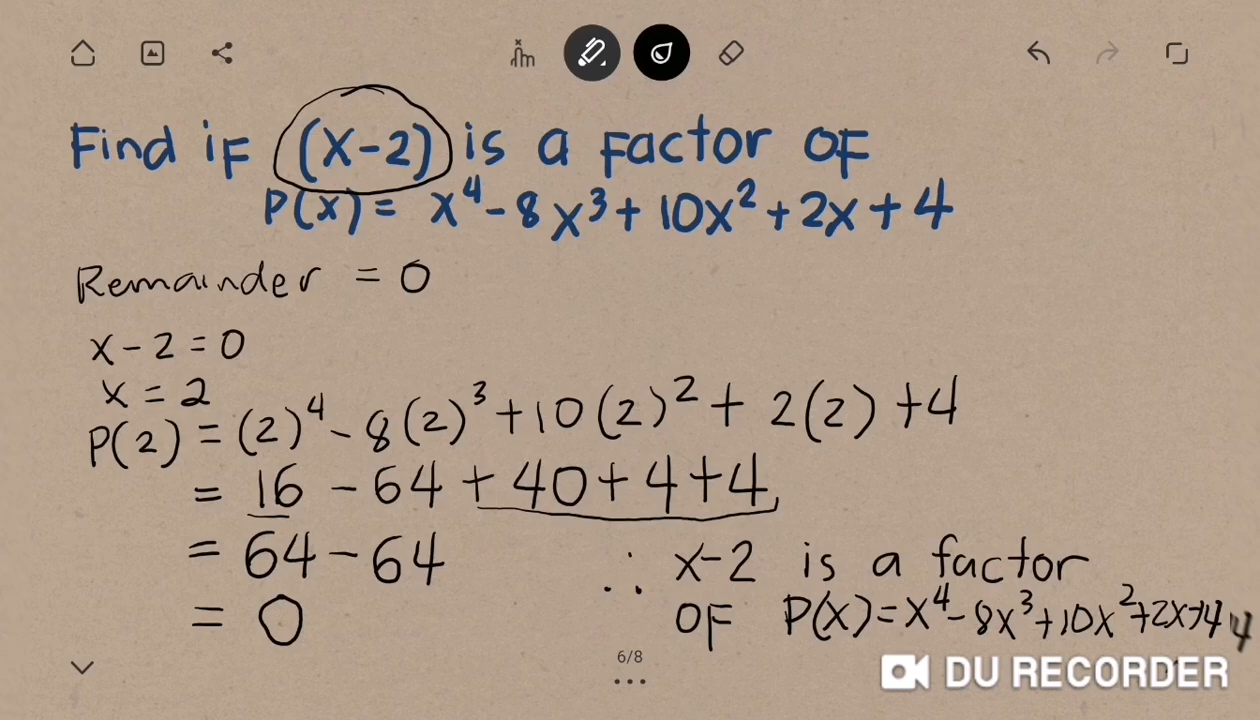 Find if (x-2) is a factor of
P(x) = x⁴ - 8x³ + 10x² + 2x + 4
Remainder = 0
x - 2 = 0
x = 2
P(2) = (2)⁴ - 8(2)³ + 10(2)² + 2(2) + 4
= 16 - 64 + 40 + 4 + 4
= 64 - 64
= 0
∴ x-2 is a factor
of P(x) = x⁴ - 8x³ + 10x² + 2x + 4 4
6/8
DU RECORDER